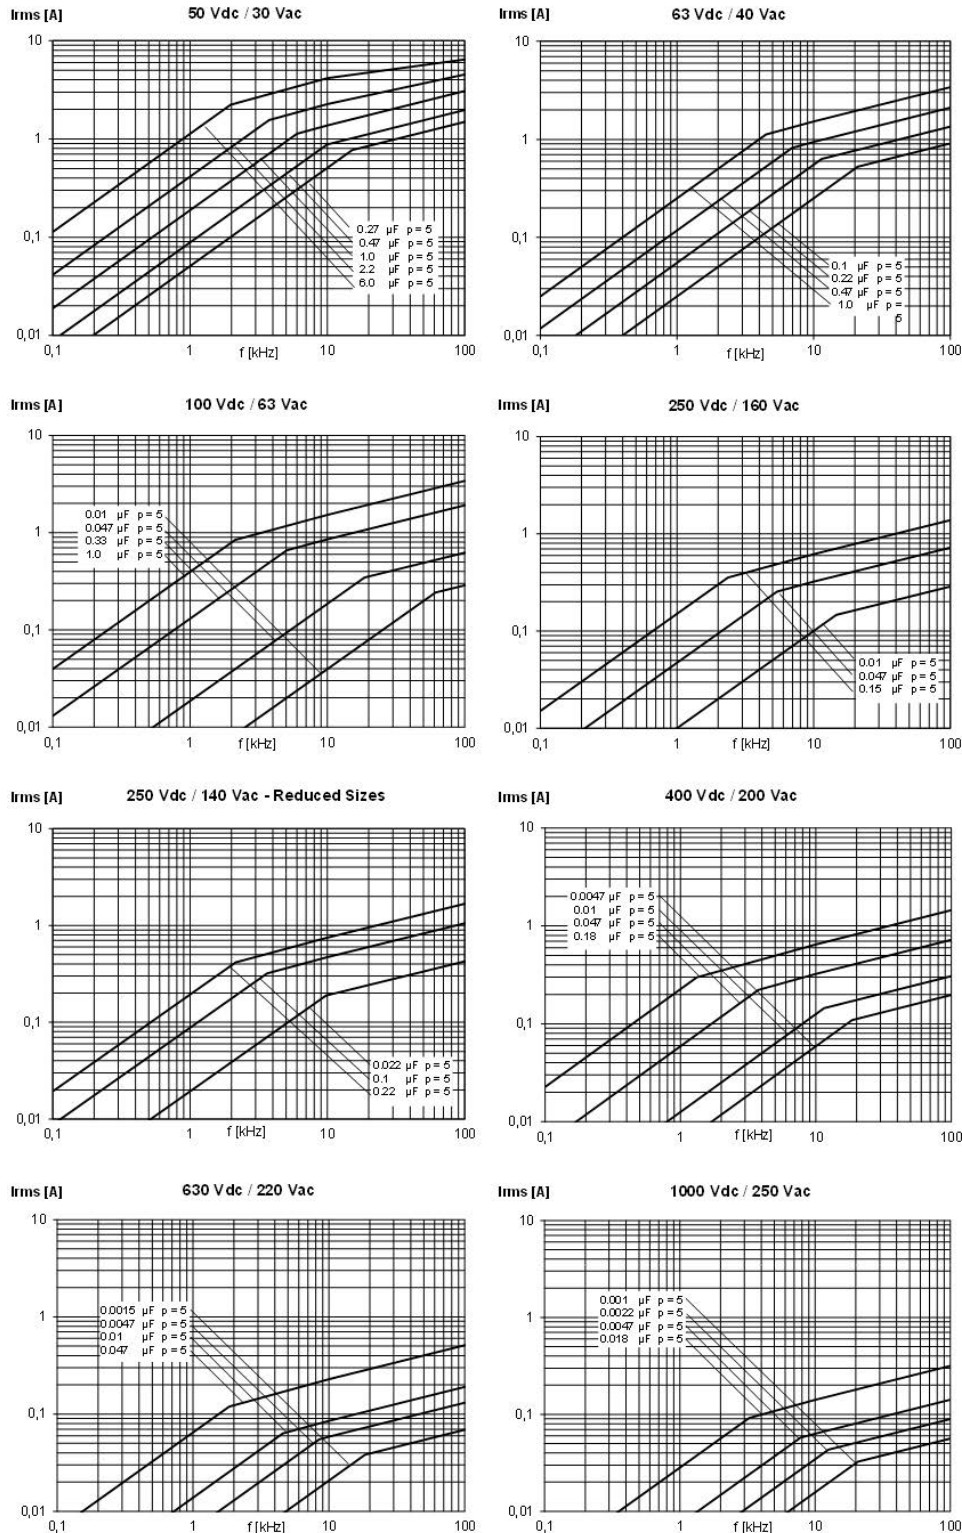 Irms [A]
50 Vdc / 30 Vac
10
1
0,1
0,01
0.27 µF p = 5
0.47 µF p = 5
1.0 µF p = 5
2.2 µF p = 5
6.0 µF p = 5
0,1
1
10
100
f [kHz]
Irms [A]
63 Vdc / 40 Vac
10
1
0,1
0,01
0.1 µF p = 5
0.22 µF p = 5
0.47 µF p = 5
1.0 µF p =
5
0,1
1
10
100
f [kHz]
Irms [A]
100 Vdc / 63 Vac
10
1
0,1
0,01
0.01 µF p = 5
0.047 µF p = 5
0.33 µF p = 5
1.0 µF p = 5
0,1
1
10
100
f [kHz]
Irms [A]
250 Vdc / 160 Vac
10
1
0,1
0,01
0.01 µF p = 5
0.047 µF p = 5
0.15 µF p = 5
0,1
1
10
100
f [kHz]
Irms [A]
250 Vdc / 140 Vac - Reduced Sizes
10
1
0,1
0,01
0.022 µF p = 5
0.1 µF p = 5
0.22 µF p = 5
0,1
1
10
100
f [kHz]
Irms [A]
400 Vdc / 200 Vac
10
1
0,1
0,01
0.0047 µF p = 5
0.01 µF p = 5
0.047 µF p = 5
0.18 µF p = 5
0,1
1
10
100
f [kHz]
Irms [A]
630 Vdc / 220 Vac
10
1
0,1
0,01
0.0015 µF p = 5
0.0047 µF p = 5
0.01 µF p = 5
0.047 µF p = 5
0,1
1
10
100
f [kHz]
Irms [A]
1000 Vdc / 250 Vac
10
1
0,1
0,01
0.001 µF p = 5
0.0022 µF p = 5
0.0047 µF p = 5
0.018 µF p = 5
0,1
1
10
100
f [kHz]